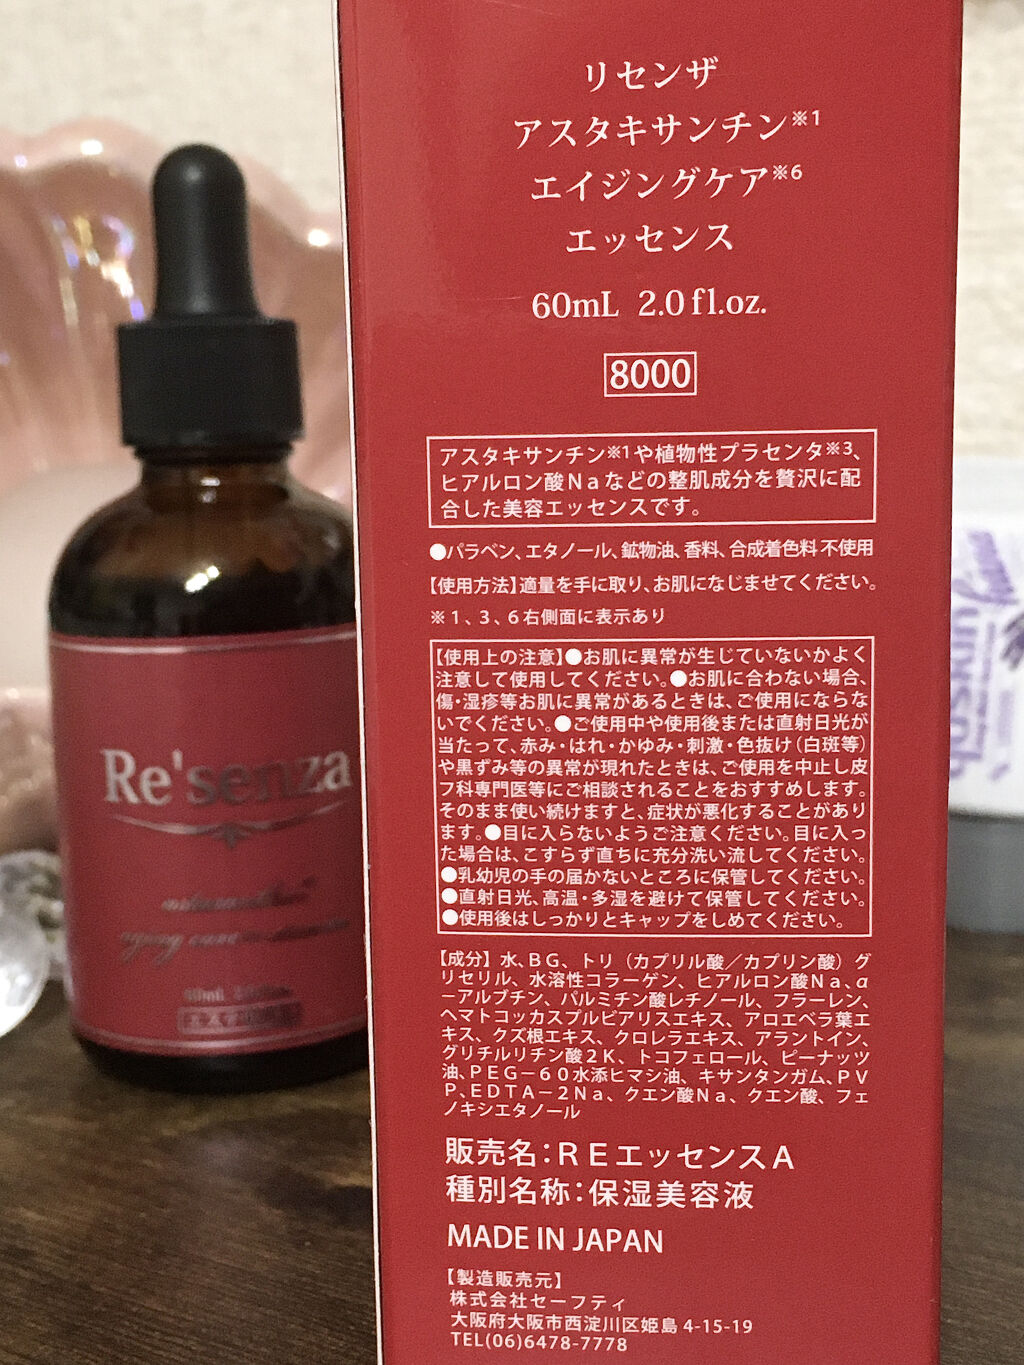 リセンザ
アスタキサンチン※1
エイジングケア※6
エッセンス
60mL 2.0 fl.oz.
8000
アスタキサンチン※1や植物性プラセンタ※3、
ヒアルロン酸Naなどの整肌成分を贅沢に配
合した美容エッセンスです。
●パラベン、エタノール、鉱物油、香料、合成着色料 不使用
【使用方法】適量を手に取り、お肌になじませてください。
※1、3、6右側面に表示あり
【使用上の注意】●お肌に異常が生じていないかよく
注意して使用してください。●お肌に合わない場合、
傷・湿疹等お肌に異常があるときは、ご使用にならな
いでください。●ご使用中や使用後または直射日光が
当たって、赤み・はれ・かゆみ・刺激・色抜け(白斑等)
や黒ずみ等の異常が現れたときは、ご使用を中止し皮
フ科専門医等にご相談されることをおすすめします。
そのまま使い続けますと、症状が悪化することがあり
ます。●目に入らないようご注意ください。目に入っ
た場合は、こすらず直ちに充分洗い流してください。
●乳幼児の手の届かないところに保管してください。
●直射日光、高温・多湿を避けて保管してください。
●使用後はしっかりとキャップをしめてください。
【成分】水、BG、トリ(カプリル酸/カプリン酸)グ
リセリル、水溶性コラーゲン、ヒアルロン酸Na、α
-アルブチン、パルミチン酸レチノール、フラーレン、
ヘマトコッカスプルビアリスエキス、アロエベラ葉エ
キス、クズ根エキス、クロレラエキス、アラントイン、
グリチルリチン酸2K、トコフェロール、ピーナッツ
油、PEG-60水添ヒマシ油、キサンタンガム、PV
P、EDTA-2Na、クエン酸Na、クエン酸、フェ
ノキシエタノール
販売名:REエッセンスA
種別名称:保湿美容液
MADE IN JAPAN
【製造販売元】
株式会社セーフティ
大阪府大阪市西淀川区姫島 4-15-19
TEL(06)6478-7778
Re'senza
aging care